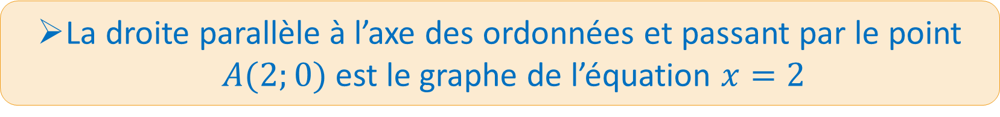 ➢La droite parallèle à l’axe des ordonnées et passant par le point
A(2; 0) est le graphe de l’équation x = 2